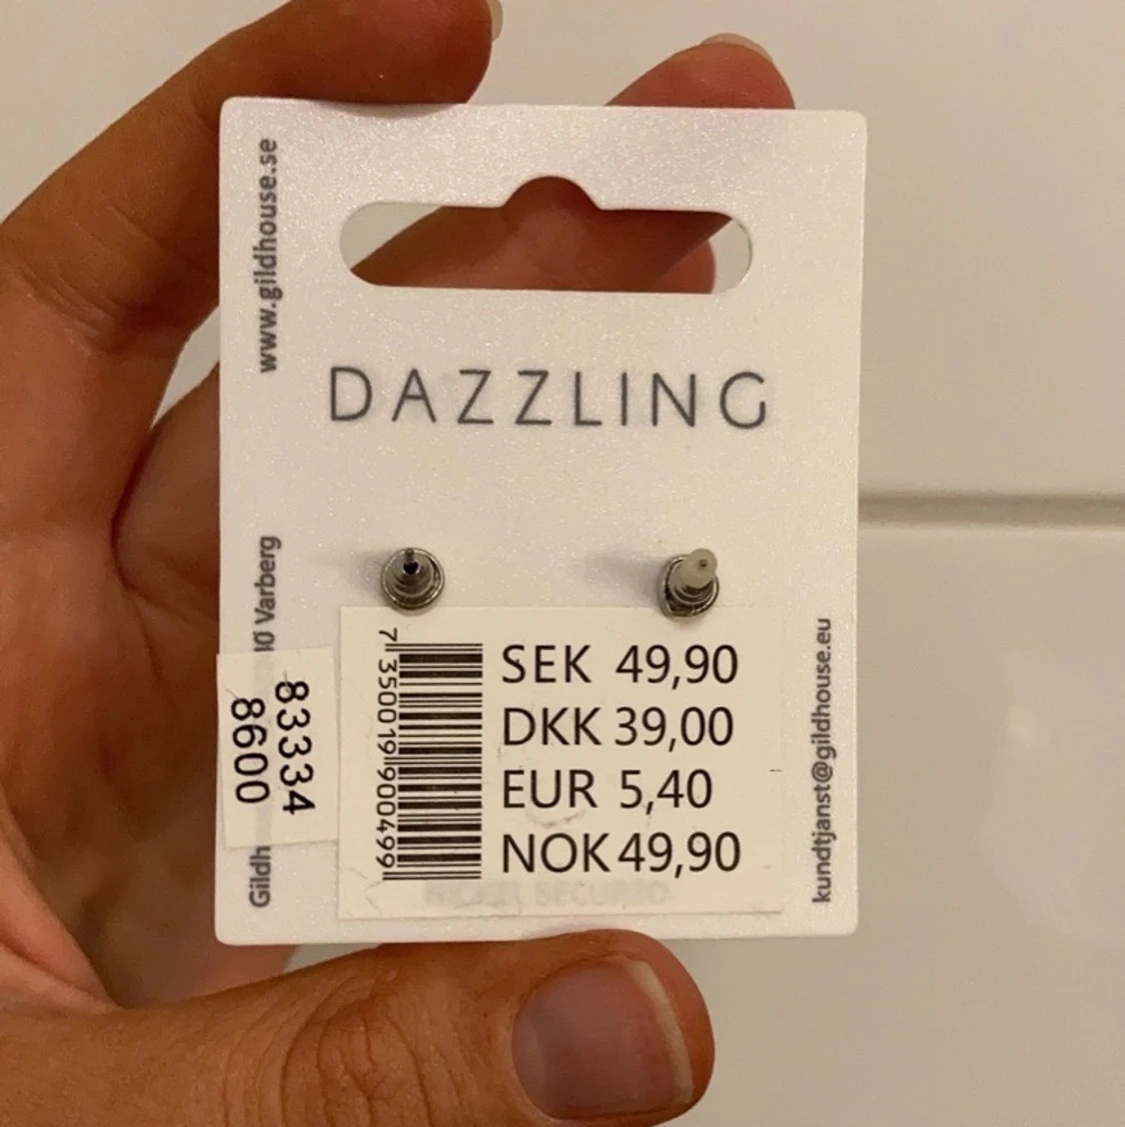 www.gildhouse.se
DAZZLING
Varberg
Gildh
83334
8600
7 350019 900499
SEK 49,90
DKK 39,00
EUR 5,40
NOK 49,90
SECURED
kundtjanst@gildhouse.eu